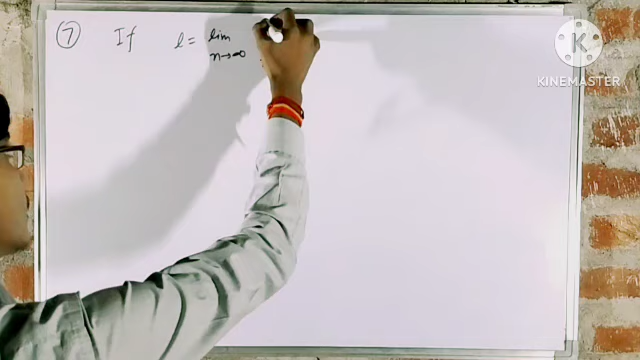 ⑦ If l = lim
n→∞
KINEMASTER